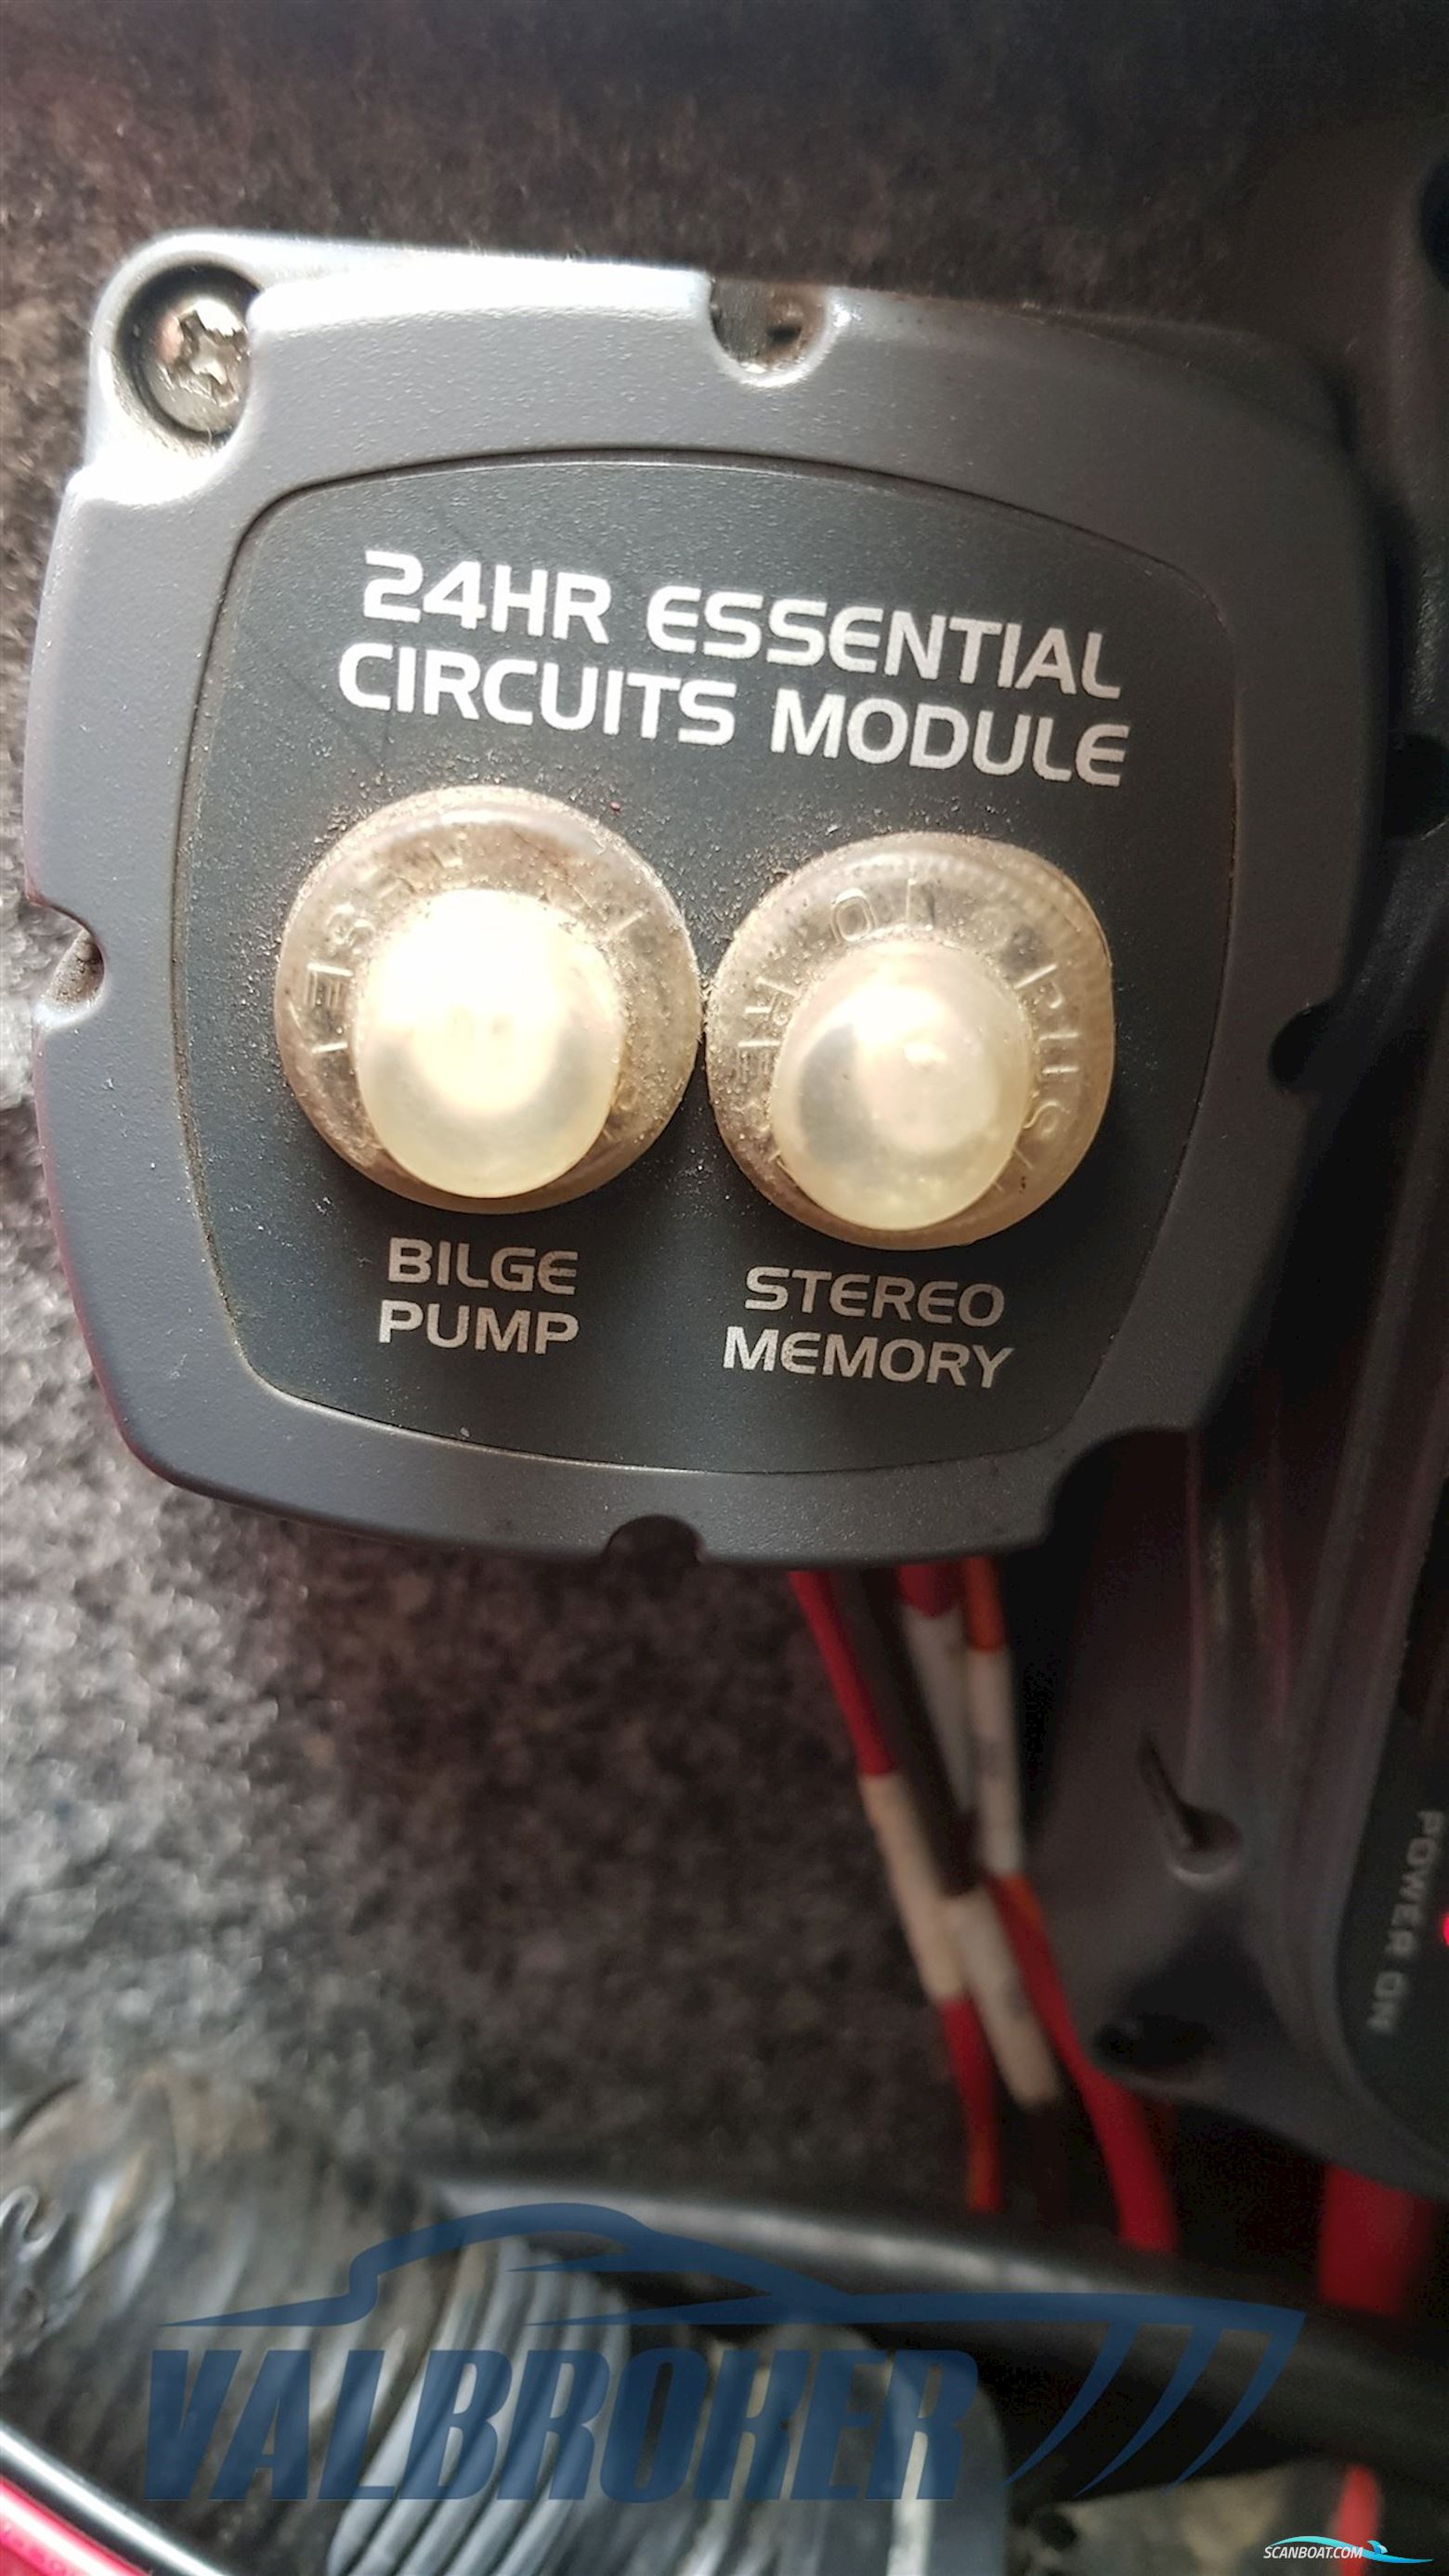 24HR ESSENTIAL
CIRCUITS MODULE
BILGE
PUMP
STEREO
MEMORY
POWER ON
VALBROKER
SCANBOAT.COM